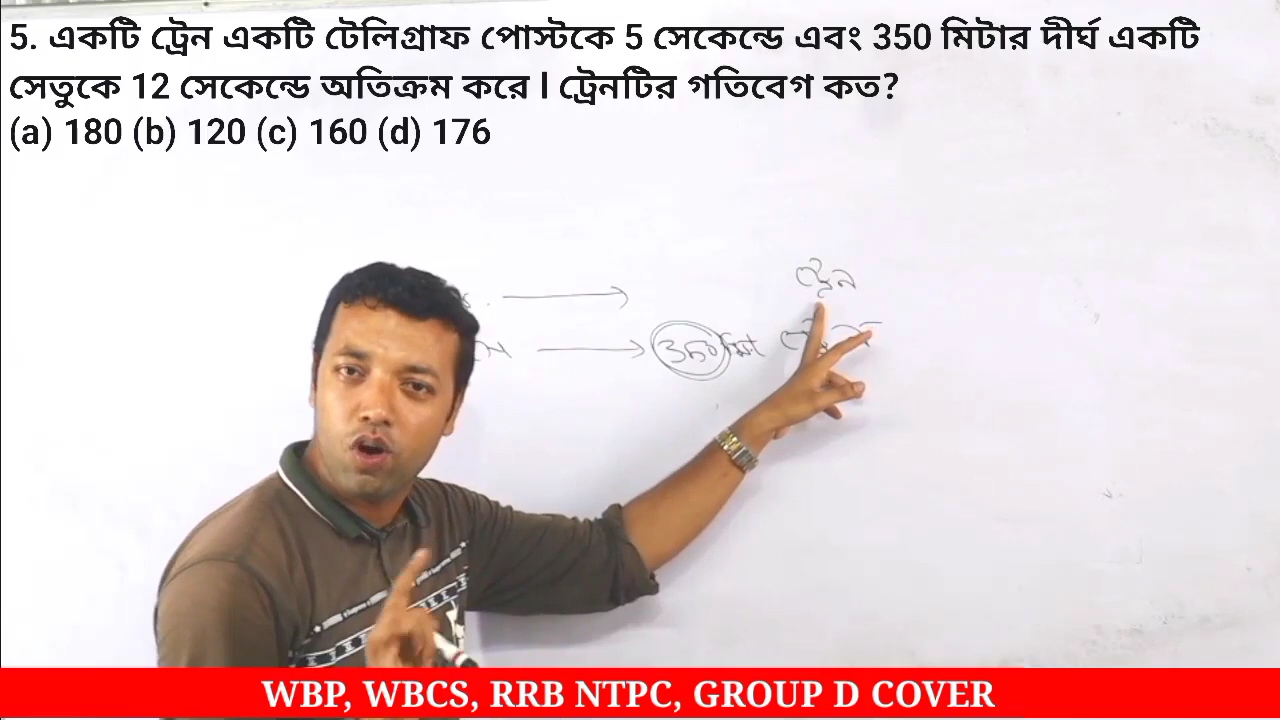 5. একটি ট্রেন একটি টেলিগ্রাফ পোস্টকে 5 সেকেন্ডে এবং 350 মিটার দীর্ঘ একটি
সেতুকে 12 সেকেন্ডে অতিক্রম করে l ট্রেনটির গতিবেগ কত?
(a) 180 (b) 120 (c) 160 (d) 176
ট্রেন
WBP, WBCS, RRB NTPC, GROUP D COVER